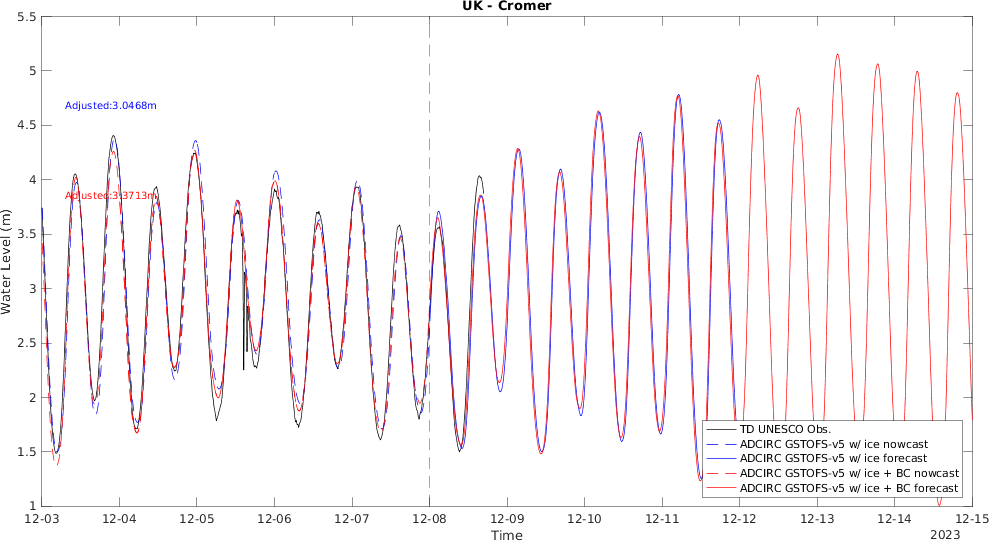 UK - Cromer
5.5
5
4.5
4
3.5
3
2.5
2
1.5
1
Water Level (m)
Adjusted:3.0468m
Adjusted:3.3713m
TD UNESCO Obs.
ADCIRC GSTOFS-v5 w/ ice nowcast
ADCIRC GSTOFS-v5 w/ ice forecast
ADCIRC GSTOFS-v5 w/ ice + BC nowcast
ADCIRC GSTOFS-v5 w/ ice + BC forecast
12-03 12-04 12-05 12-06 12-07 12-08 12-09 12-10 12-11 12-12 12-13 12-14 12-15
Time
2023